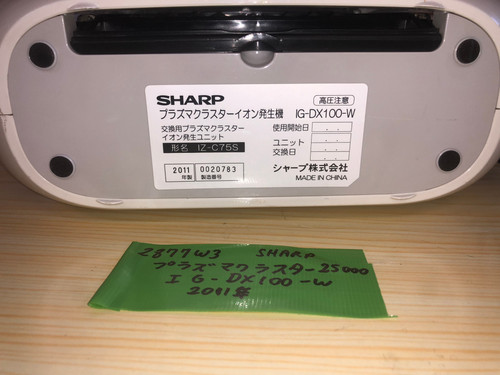 SHARP
高圧注意
プラズマクラスターイオン発生機 IG-DX100-W
交換用プラズマクラスター
イオン発生ユニット
形名 IZ-C75S
使用開始日 . .
ユニット
交換日 . .
2011 0020783
年製 製造番号
シャープ株式会社
MADE IN CHINA
2877W3 SHARP
プラズマクラスター25000
IG-DX100-W
2011年